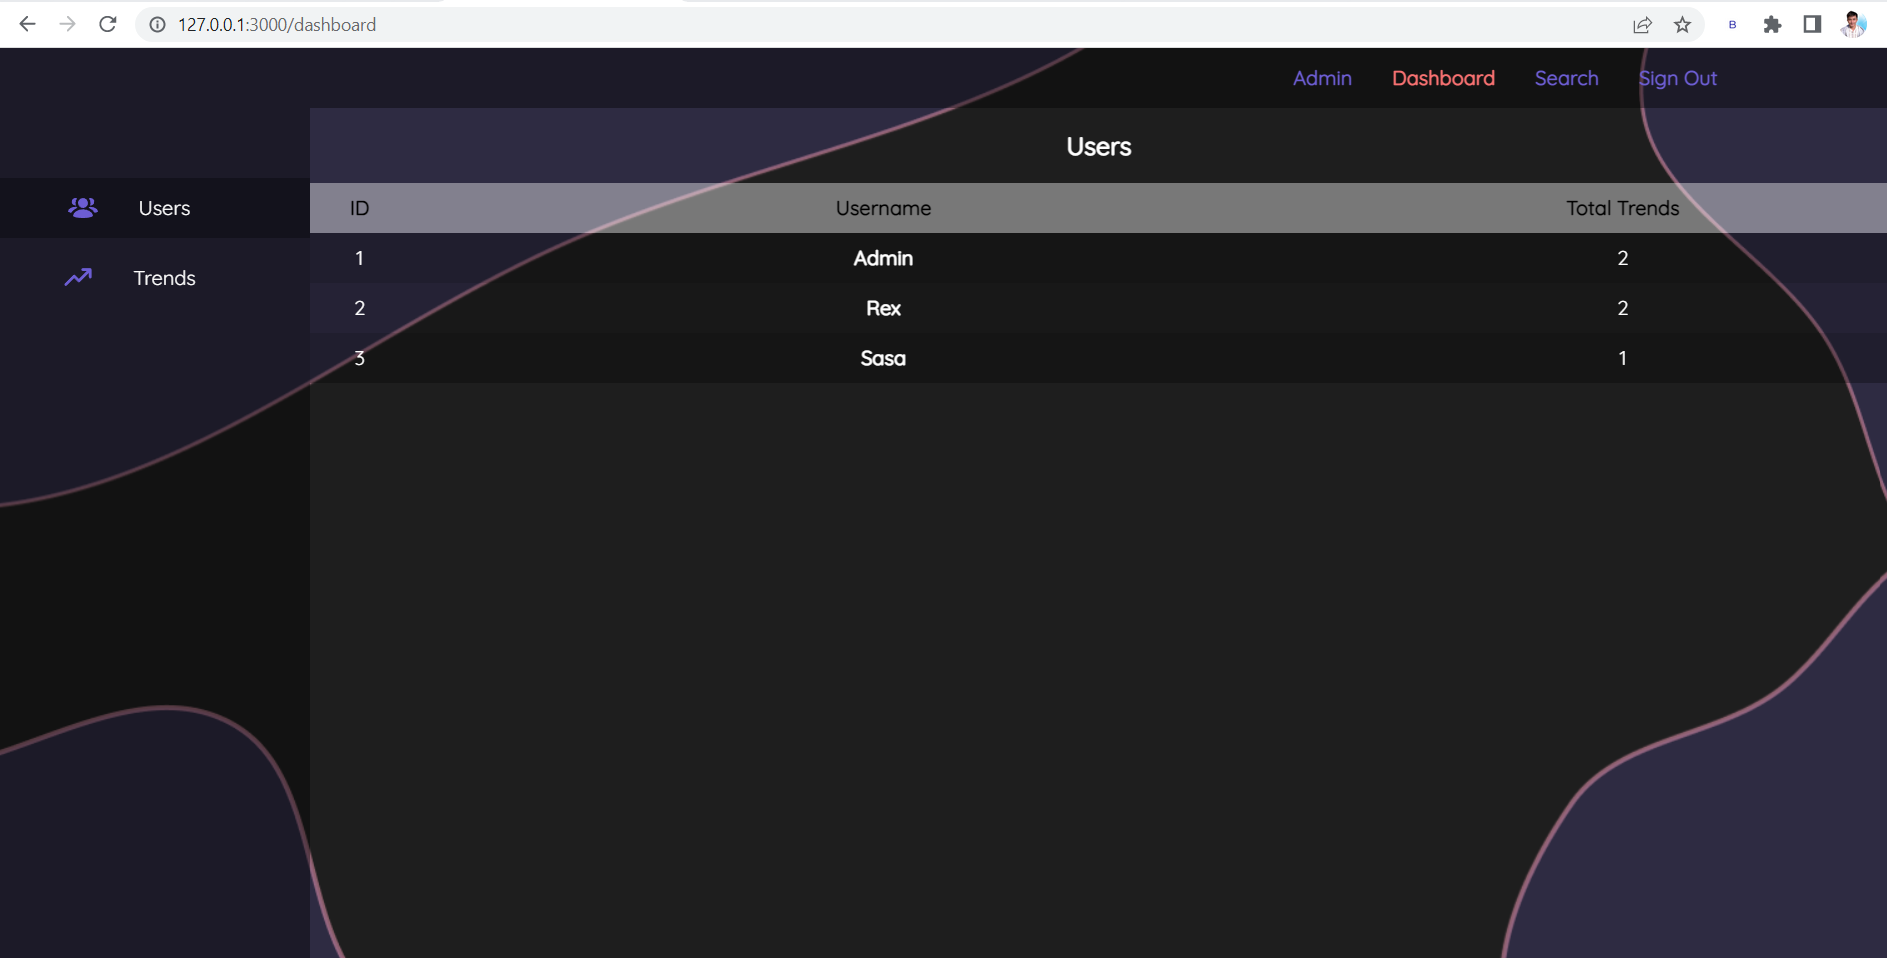 127.0.0.1:3000/dashboard
B
Admin Dashboard Search Sign Out
Users
Users
Trends
ID Username Total Trends
1 Admin 2
2 Rex 2
3 Sasa 1